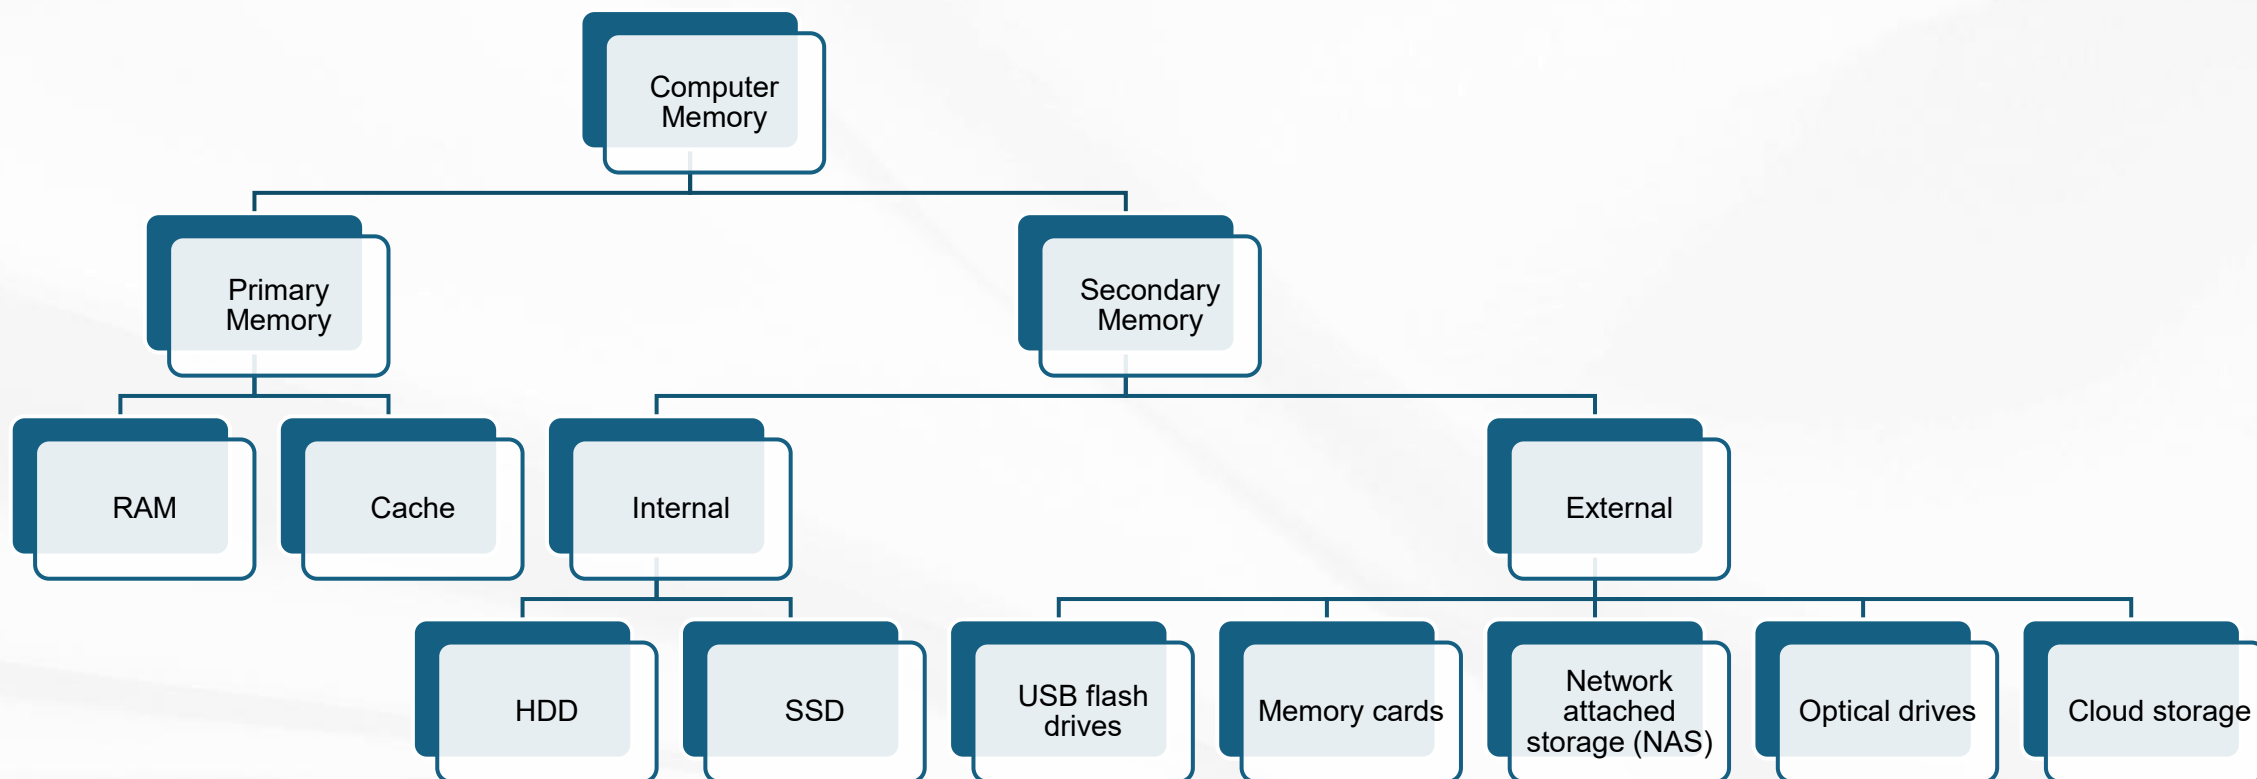 Computer
Memory
Primary
Memory
Secondary
Memory
RAM
Cache
Internal
External
HDD
SSD
USB flash
drives
Memory cards
Network
attached
storage (NAS)
Optical drives
Cloud storage